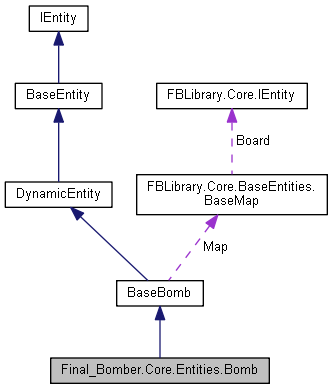 IEntity
BaseEntity
FBLibrary.Core.IEntity
Board
DynamicEntity
FBLibrary.Core.BaseEntities.
BaseMap
Map
BaseBomb
Final_Bomber.Core.Entities.Bomb